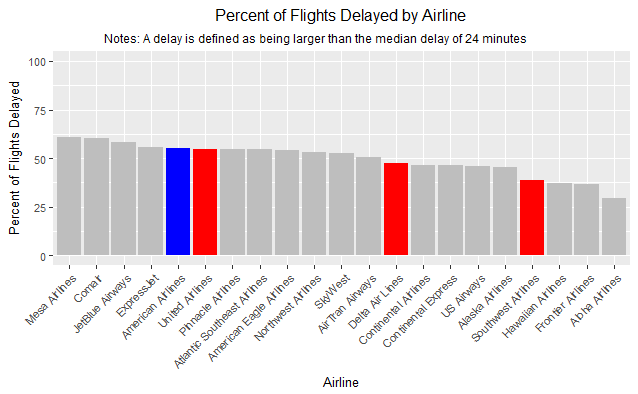 Percent of Flights Delayed by Airline
Notes: A delay is defined as being larger than the median delay of 24 minutes
Percent of Flights Delayed
100
75
50
25
0
Mesa Airlines
Comair
JetBlue Airways
ExpressJet
American Airlines
United Airlines
Pinnacle Airlines
Atlantic Southeast Airlines
American Eagle Airlines
Northwest Airlines
SkyWest
AirTran Airways
Delta Air Lines
Continental Airlines
Continental Express
US Airways
Alaska Airlines
Southwest Airlines
Hawaiian Airlines
Frontier Airlines
Aloha Airlines
Airline